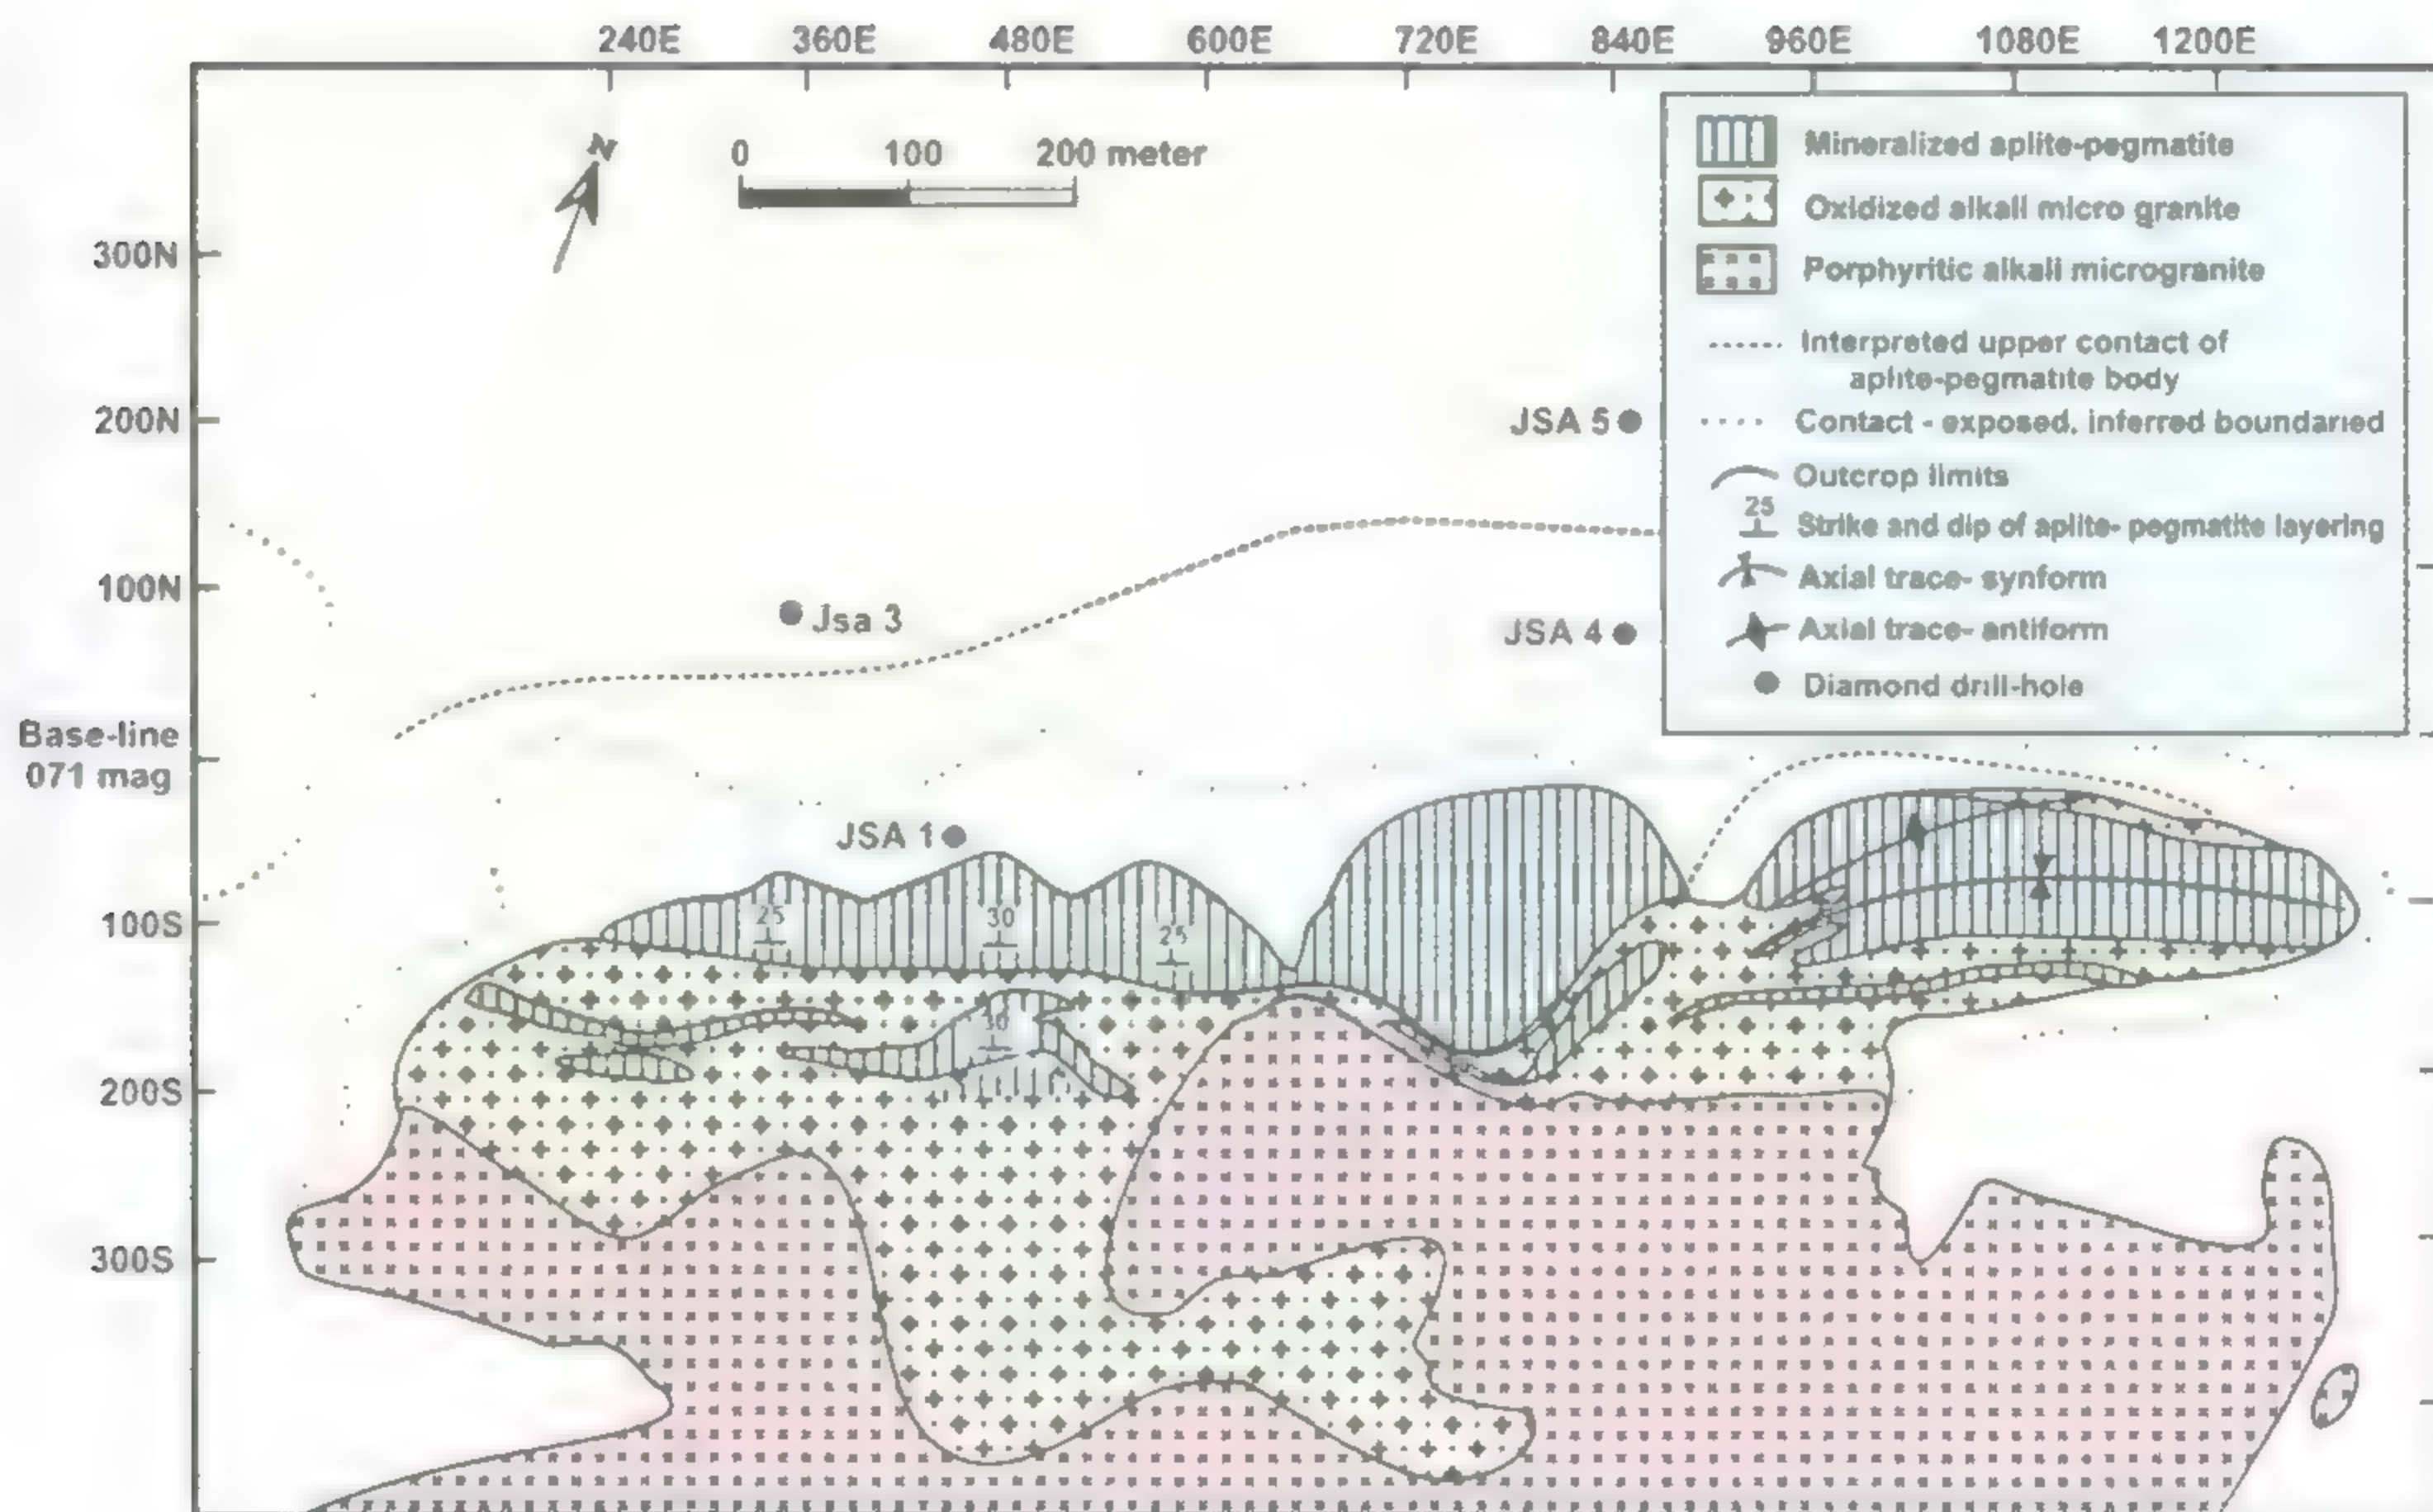 240E 360E 480E 600E 720E 840E 960E 1080E 1200E
N
0 100 200 meter
300N
200N
100N
Base-line
071 mag
100S
200S
300S
Mineralized aplite-pegmatite
Oxidized alkali micro granite
Porphyritic alkali microgranite
Interpreted upper contact of
aplite-pegmatite body
Contact - exposed, inferred boundaried
Outcrop limits
25
Strike and dip of aplite- pegmatite layering
Axial trace- synform
Axial trace- antiform
Diamond drill-hole
JSA 5
Jsa 3
JSA 4
JSA 1
25
30
25
30